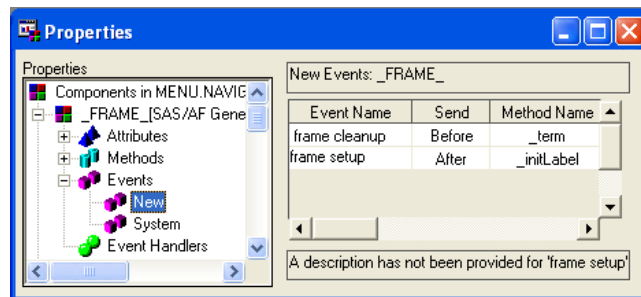 Properties
Properties
Components in MENU.NAVIG
_FRAME_[SAS/AF Gene
Attributes
Methods
Events
New
System
Event Handlers
New Events: _FRAME_
Event Name Send Method Name
frame cleanup Before _term
frame setup After _initLabel
A description has not been provided for 'frame setup'